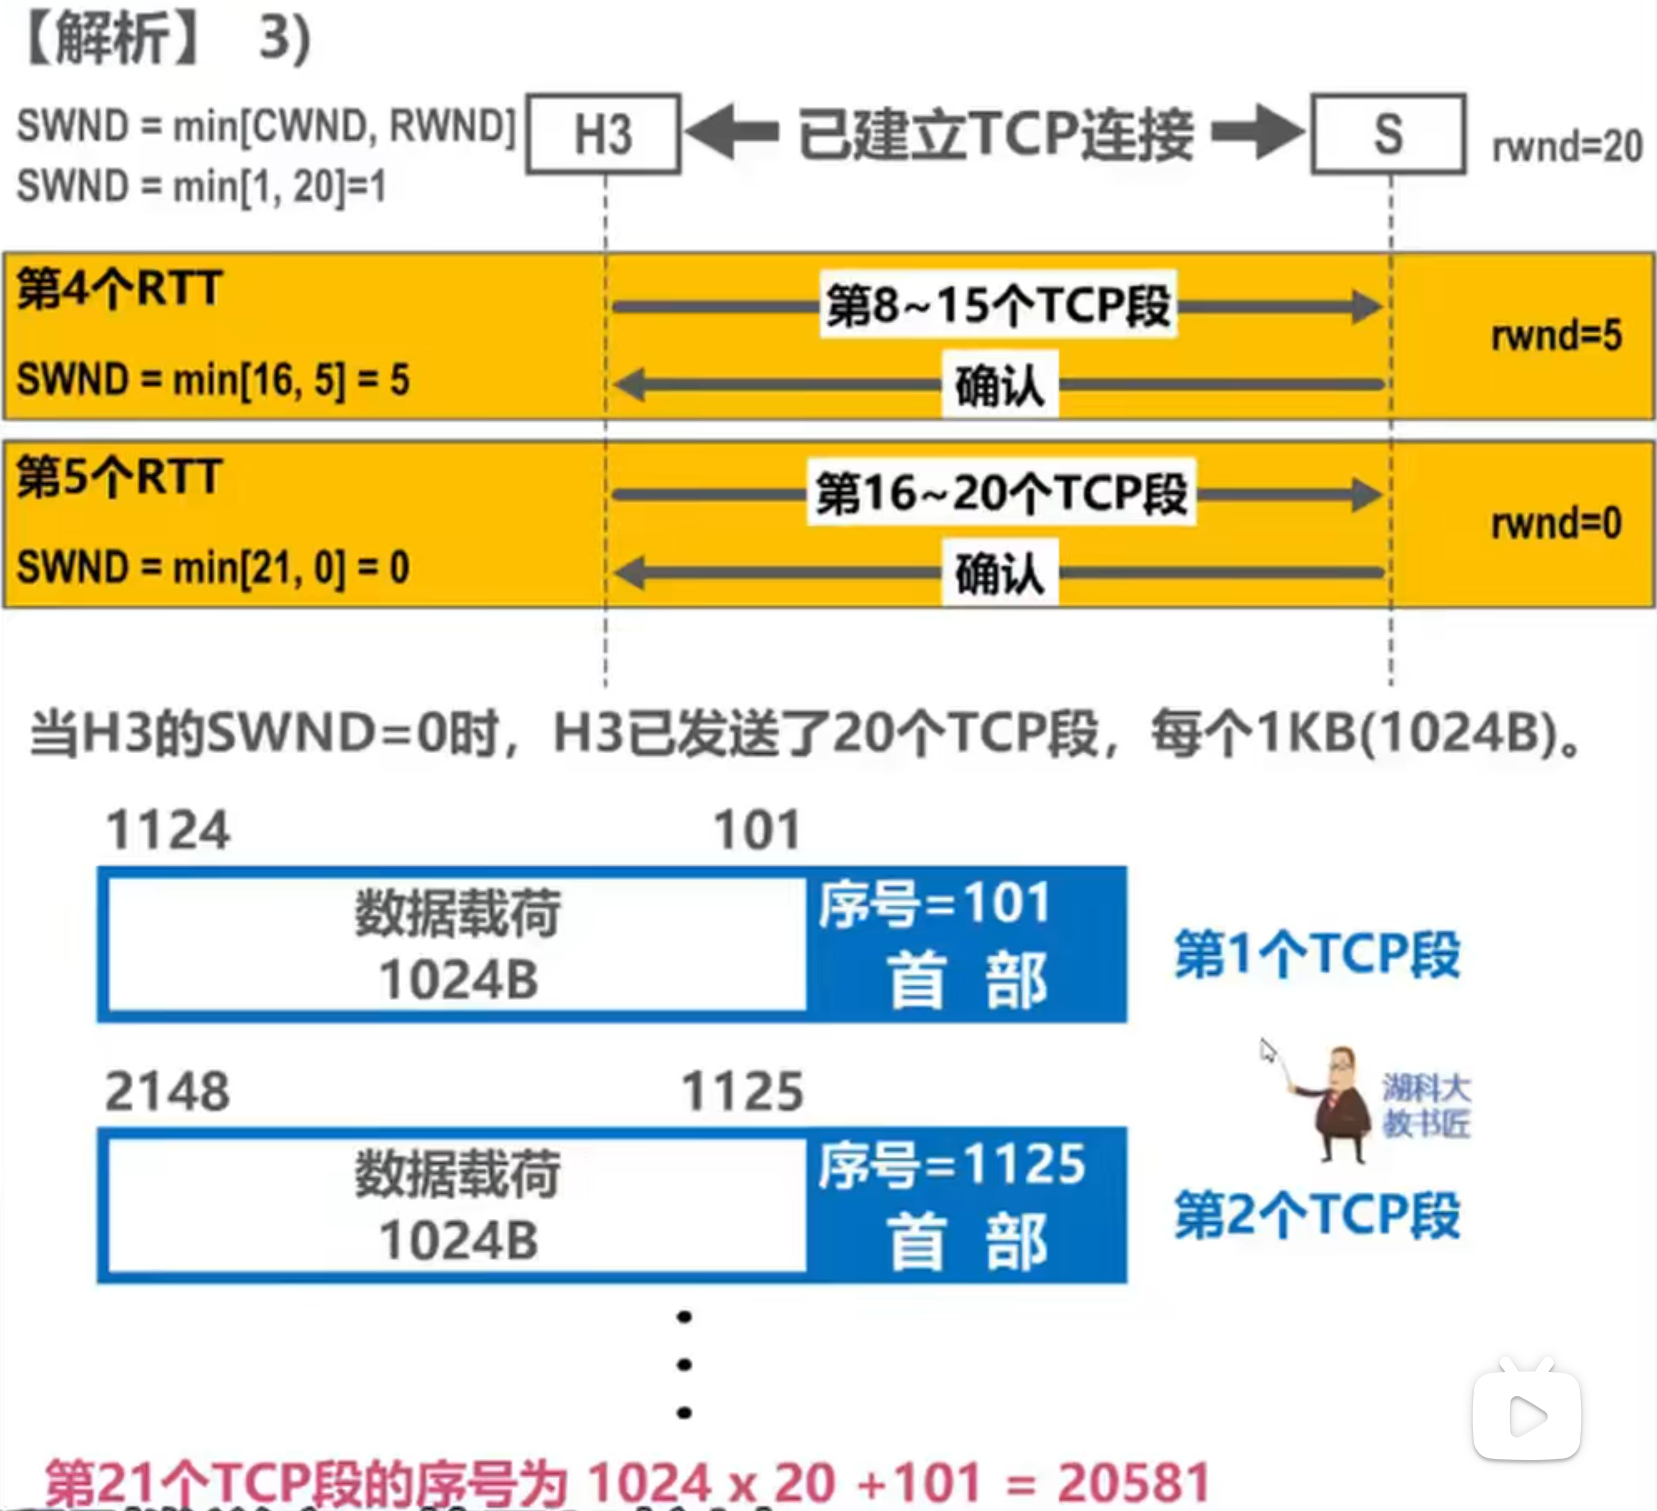 【解析】 3)
SWND = min[CWND, RWND]
H3
已建立TCP连接
S
rwnd=20
SWND = min[1, 20]=1
第4个RTT
第8~15个TCP段
rwnd=5
SWND = min[16, 5] = 5
确认
第5个RTT
第16~20个TCP段
rwnd=0
SWND = min[21, 0] = 0
确认
当H3的SWND=0时，H3已发送了20个TCP段，每个1KB(1024B)。
1124
101
数据载荷
1024B
序号=101
首 部
第1个TCP段
湖科大
教书匠
2148
1125
数据载荷
1024B
序号=1125
首 部
第2个TCP段
第21个TCP段的序号为 1024 x 20 +101 = 20581